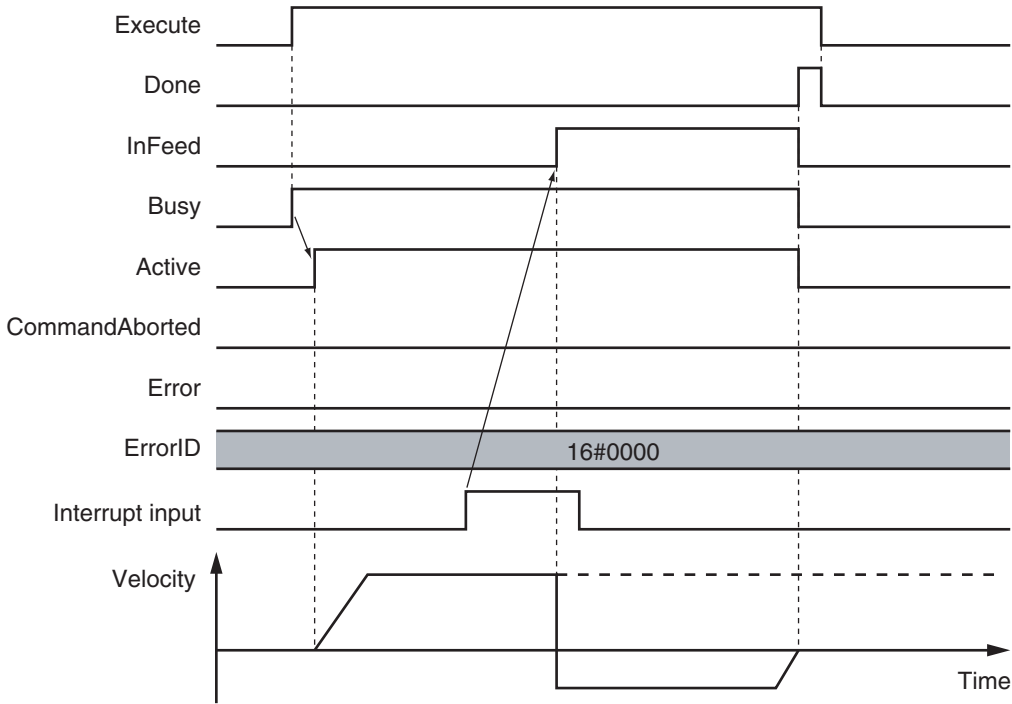 Execute
Done
InFeed
Busy
Active
CommandAborted
Error
ErrorID
16#0000
Interrupt input
Velocity
Time